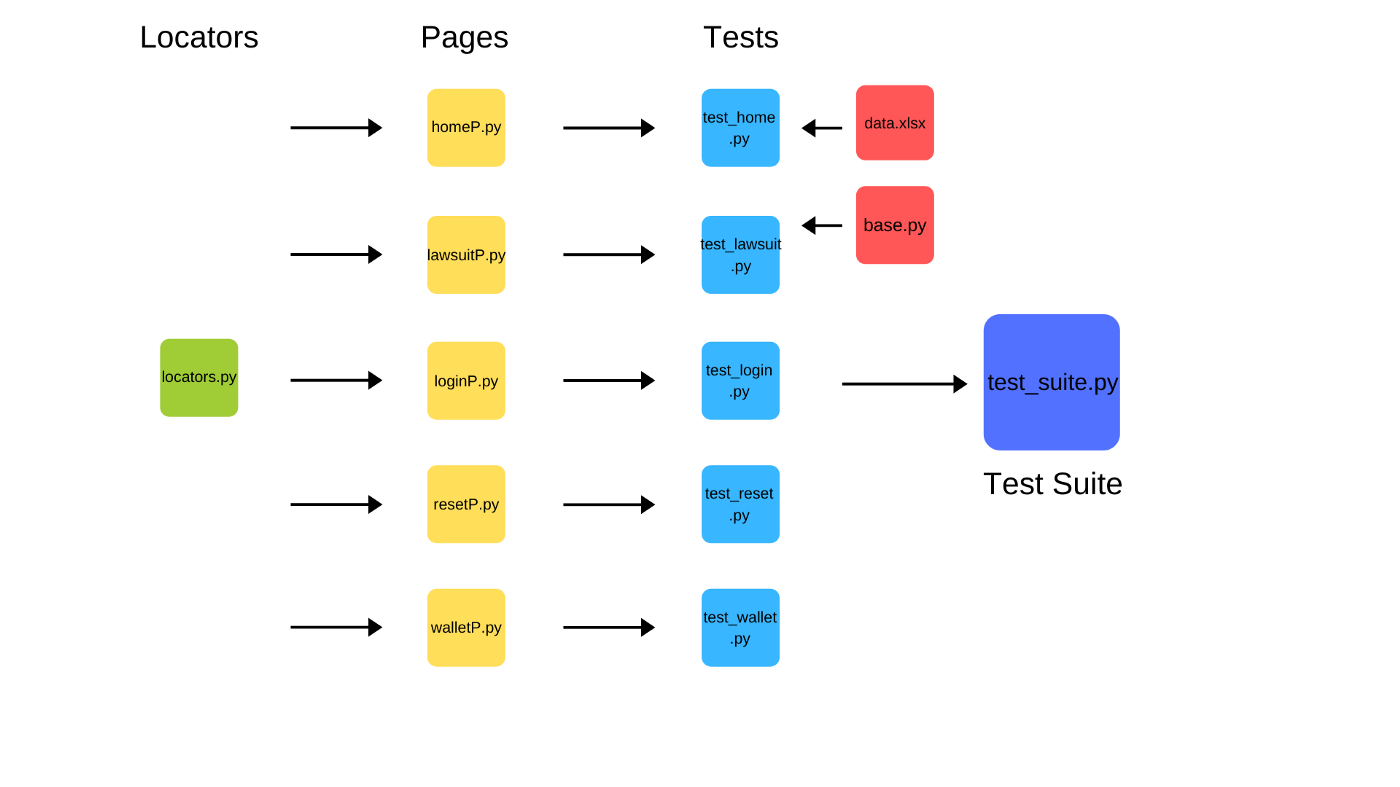 Locators
Pages
Tests
homeP.py
test_home
.py
data.xlsx
lawsuitP.py
test_lawsuit
.py
base.py
locators.py
loginP.py
test_login
.py
test_suite.py
Test Suite
resetP.py
test_reset
.py
walletP.py
test_wallet
.py